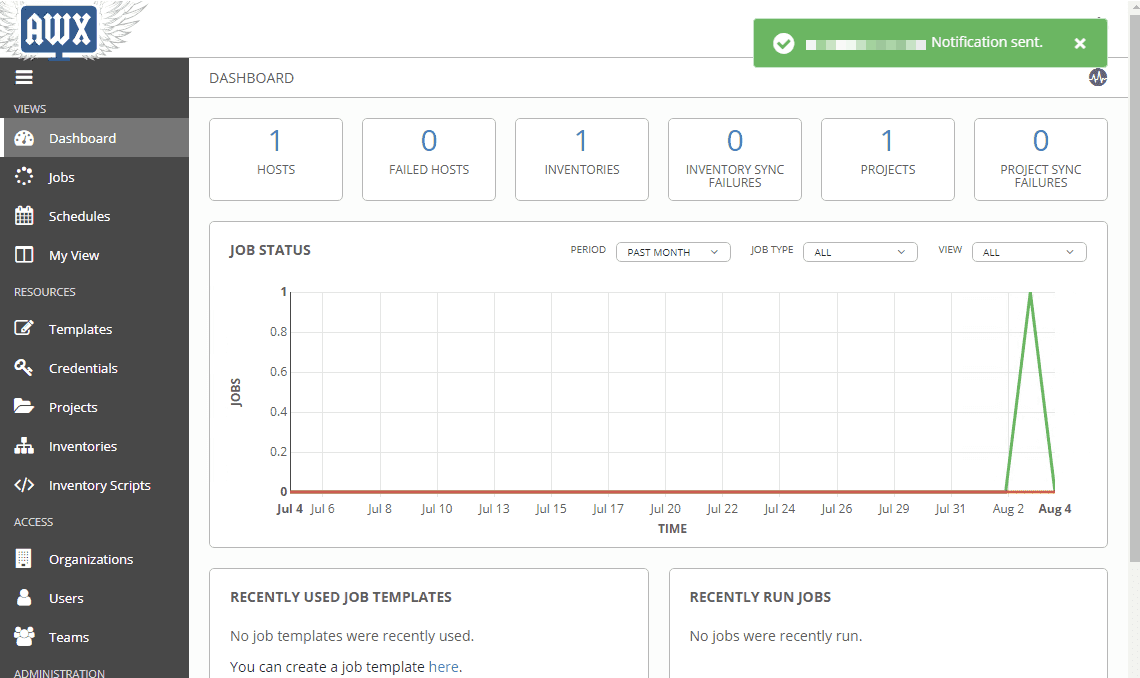 AWX
Notification sent.
VIEWS
Dashboard
Jobs
Schedules
My View
RESOURCES
Templates
Credentials
Projects
Inventories
Inventory Scripts
ACCESS
Organizations
Users
Teams
ADMINISTRATION
DASHBOARD
1
HOSTS
0
FAILED HOSTS
1
INVENTORIES
0
INVENTORY SYNC
FAILURES
1
PROJECTS
0
PROJECT SYNC
FAILURES
JOB STATUS
PERIOD PAST MONTH JOB TYPE ALL VIEW ALL
1
0.8
0.6
0.4
0.2
0
JOBS
Jul 4 Jul 6 Jul 8 Jul 10 Jul 13 Jul 15 Jul 17 Jul 20 Jul 22 Jul 24 Jul 26 Jul 29 Jul 31 Aug 2 Aug 4
TIME
RECENTLY USED JOB TEMPLATES
No job templates were recently used.
You can create a job template here.
RECENTLY RUN JOBS
No jobs were recently run.